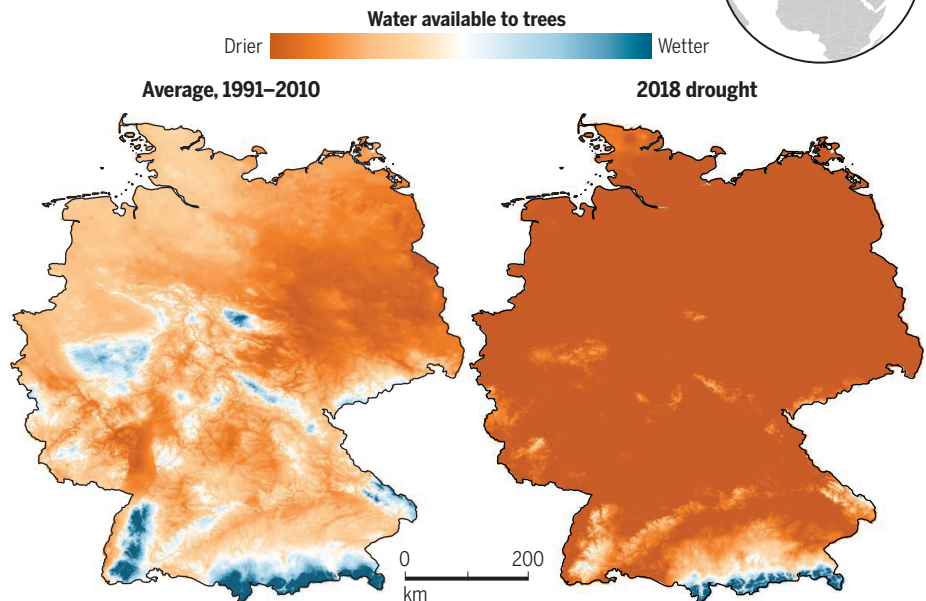 Water available to trees
Drier
Wetter
Average, 1991–2010
2018 drought
0
200
km